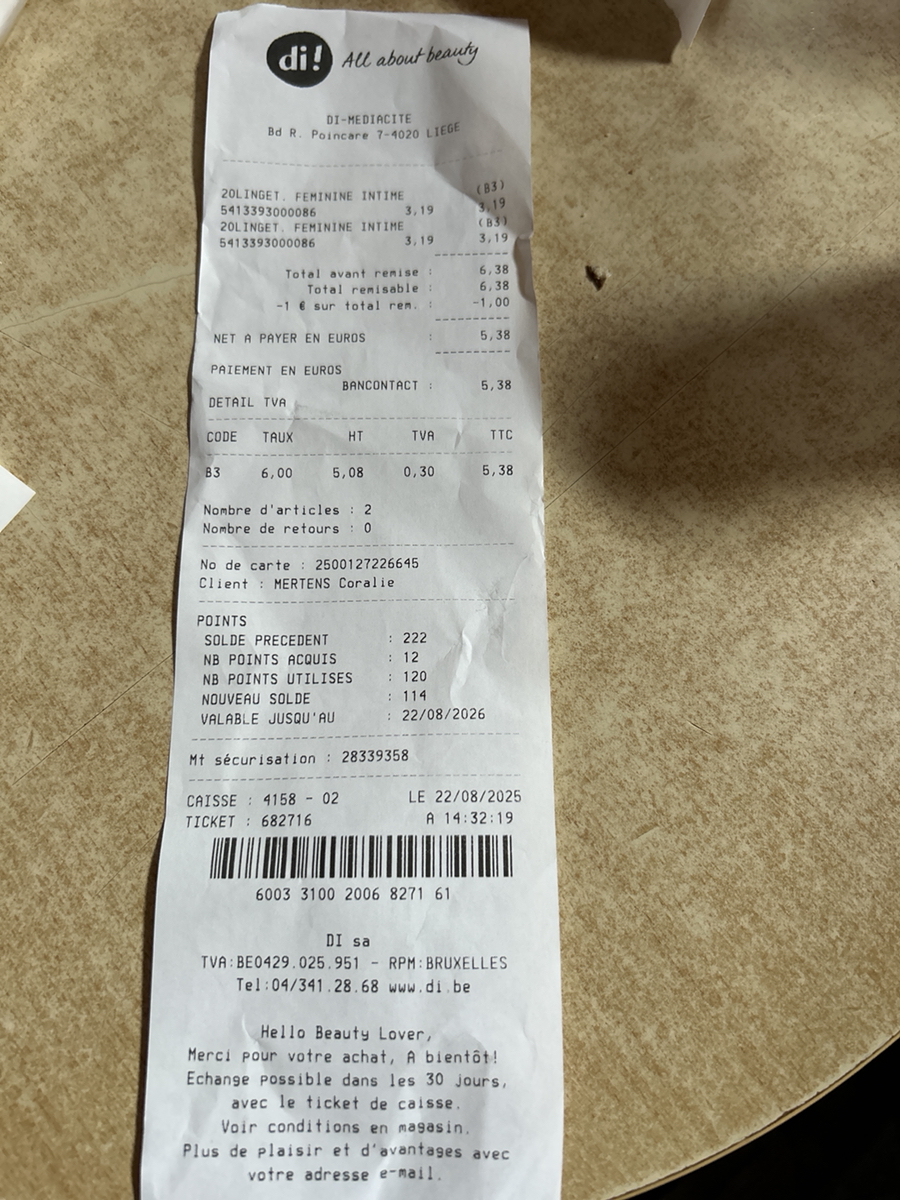 di! All about beauty
DI-MEDIACITE
Bd R. Poincare 7-4020 LIEGE
20LINGET. FEMININE INTIME (B3)
5413393000086 3,19 3,19
20LINGET. FEMININE INTIME (B3)
5413393000086 3,19 3,19
Total avant remise : 6,38
Total remisable : 6,38
-1 € sur total rem. : -1,00
NET A PAYER EN EUROS : 5,38
PAIEMENT EN EUROS
BANCONTACT : 5,38
DETAIL TVA
CODE TAUX HT TVA TTC
B3 6,00 5,08 0,30 5,38
Nombre d'articles : 2
Nombre de retours : 0
No de carte : 2500127226645
Client : MERTENS Coralie
POINTS
SOLDE PRECEDENT : 222
NB POINTS ACQUIS : 12
NB POINTS UTILISES : 120
NOUVEAU SOLDE : 114
VALABLE JUSQU'AU : 22/08/2026
Mt sécurisation : 28339358
CAISSE : 4158 - 02 LE 22/08/2025
TICKET : 682716 A 14:32:19
6003 3100 2006 8271 61
DI sa
TVA:BE0429.025.951 - RPM:BRUXELLES
Tel:04/341.28.68 www.di.be
Hello Beauty Lover,
Merci pour votre achat, A bientôt!
Echange possible dans les 30 jours,
avec le ticket de caisse.
Voir conditions en magasin.
Plus de plaisir et d'avantages avec
votre adresse e-mail.